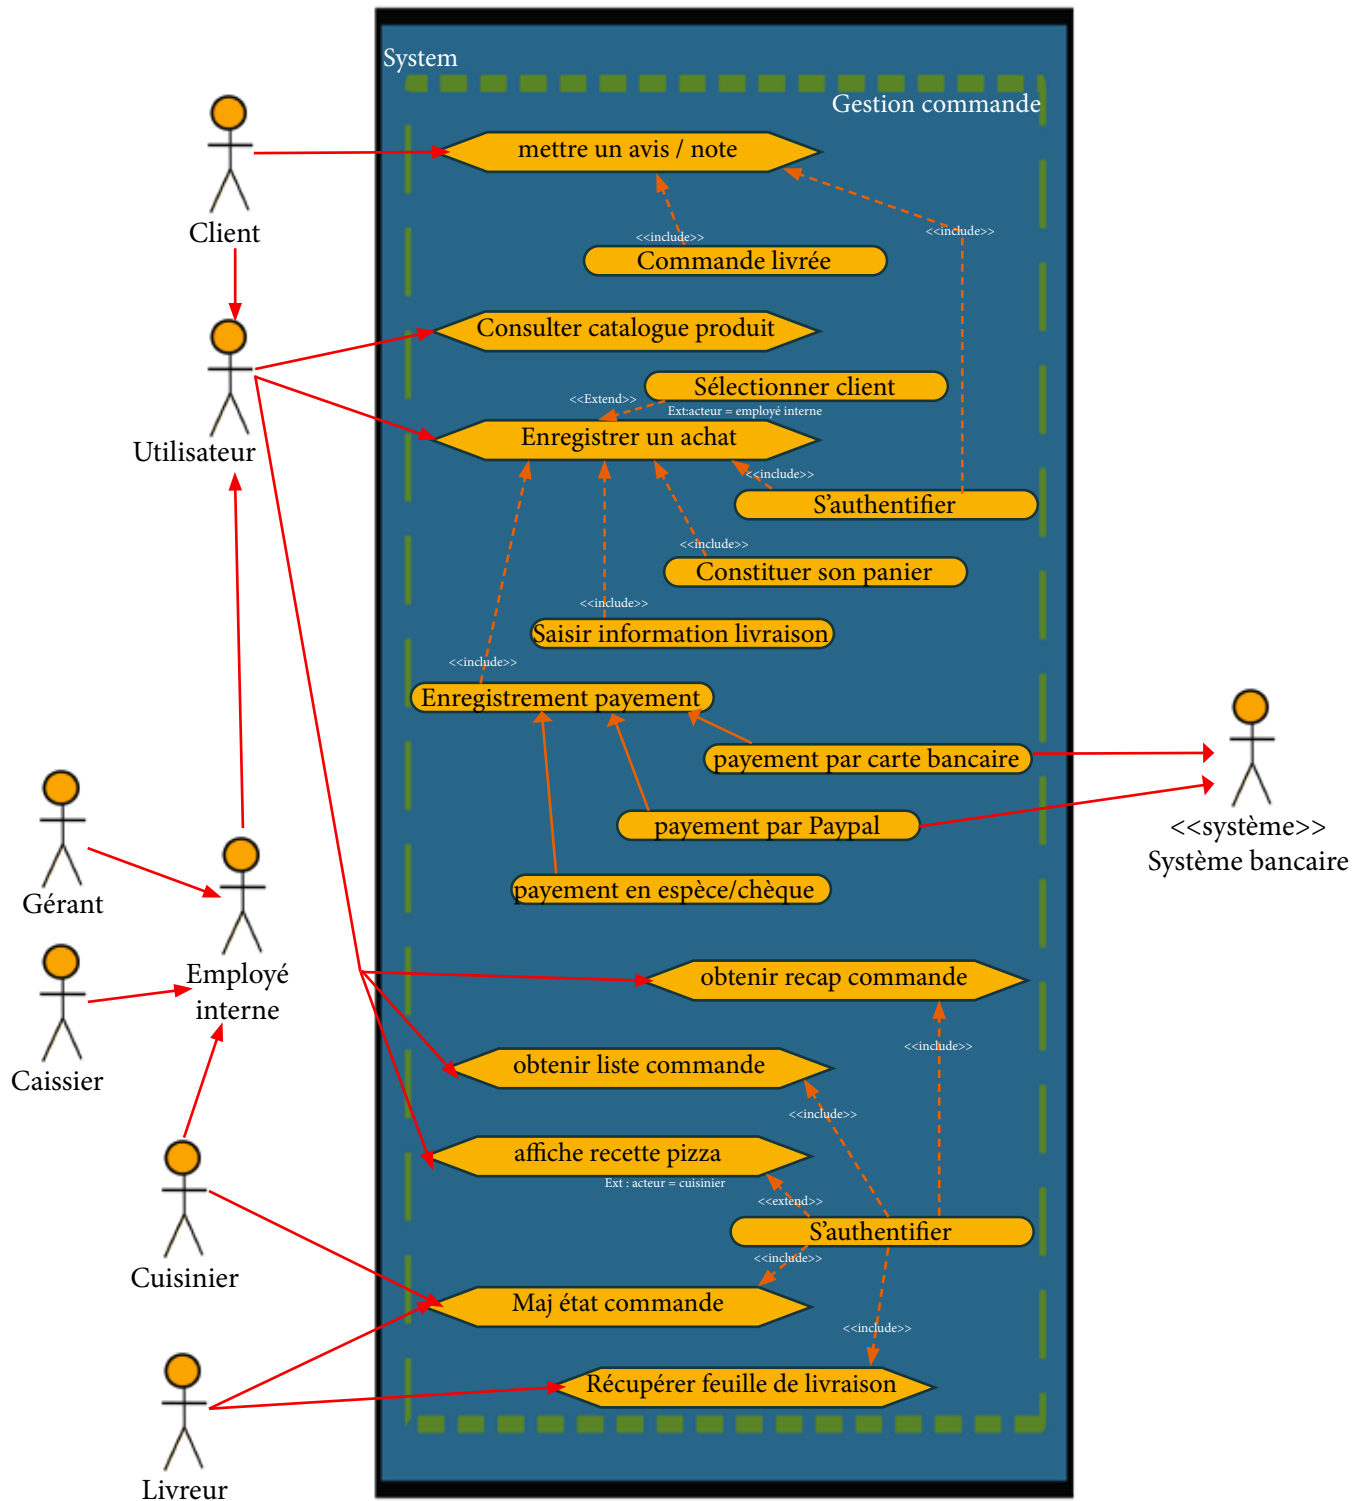 System
Gestion commande
mettre un avis / note
Client
<<include>>
<<include>>
Commande livrée
Consulter catalogue produit
Sélectionner client
<<Extend>>
Ext:acteur = employé interne
Enregistrer un achat
Utilisateur
<<include>>
S'authentifier
<<include>>
Constituer son panier
<<include>>
Saisir information livraison
<<include>>
Enregistrement payement
payement par carte bancaire
payement par Paypal
<<système>>
Système bancaire
payement en espèce/chèque
Gérant
Employé
interne
obtenir recap commande
Caissier
<<include>>
obtenir liste commande
<<include>>
affiche recette pizza
Ext : acteur = cuisinier
<<extend>>
S'authentifier
<<include>>
Cuisinier
Maj état commande
<<include>>
Récupérer feuille de livraison
Livreur